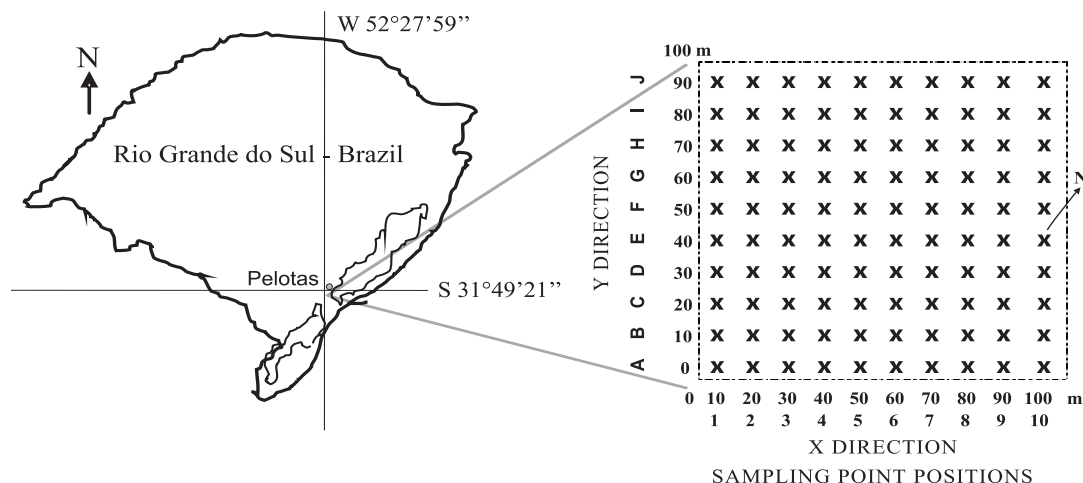 W 52°27’59’’
N
Rio Grande do Sul - Brazil
Pelotas
S 31°49’21’’
100 m
Y DIRECTION
J 90 x x x x x x x x x x
I 80 x x x x x x x x x x
H 70 x x x x x x x x x x
G 60 x x x x x x x x x x
N
F 50 x x x x x x x x x x
E 40 x x x x x x x x x x
D 30 x x x x x x x x x x
C 20 x x x x x x x x x x
B 10 x x x x x x x x x x
A 0 x x x x x x x x x x
0 10 20 30 40 50 60 70 80 90 100 m
1 2 3 4 5 6 7 8 9 10
X DIRECTION
SAMPLING POINT POSITIONS